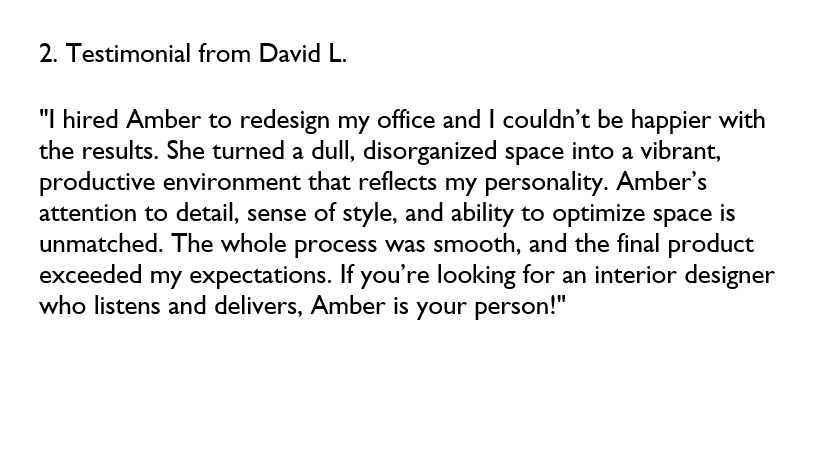 2. Testimonial from David L.
"I hired Amber to redesign my office and I couldn’t be happier with
the results. She turned a dull, disorganized space into a vibrant,
productive environment that reflects my personality. Amber’s
attention to detail, sense of style, and ability to optimize space is
unmatched. The whole process was smooth, and the final product
exceeded my expectations. If you’re looking for an interior designer
who listens and delivers, Amber is your person!"